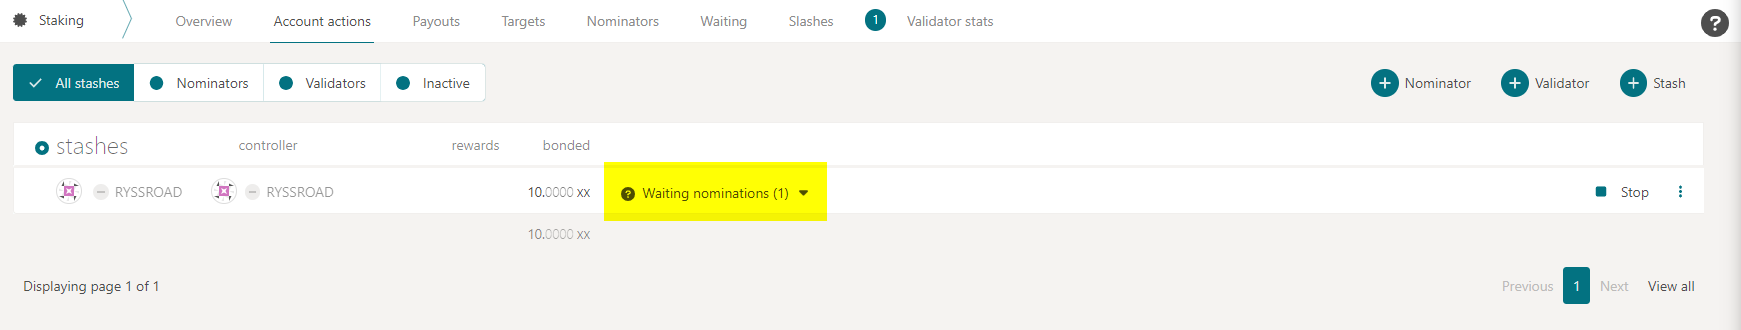 Staking Overview Account actions Payouts Targets Nominators Waiting Slashes 1 Validator stats ?
All stashes Nominators Validators Inactive + Nominator + Validator + Stash
stashes controller rewards bonded
RYSSROAD RYSSROAD 10.0000 xx ? Waiting nominations (1) Stop
10.0000 xx
Displaying page 1 of 1 Previous 1 Next View all